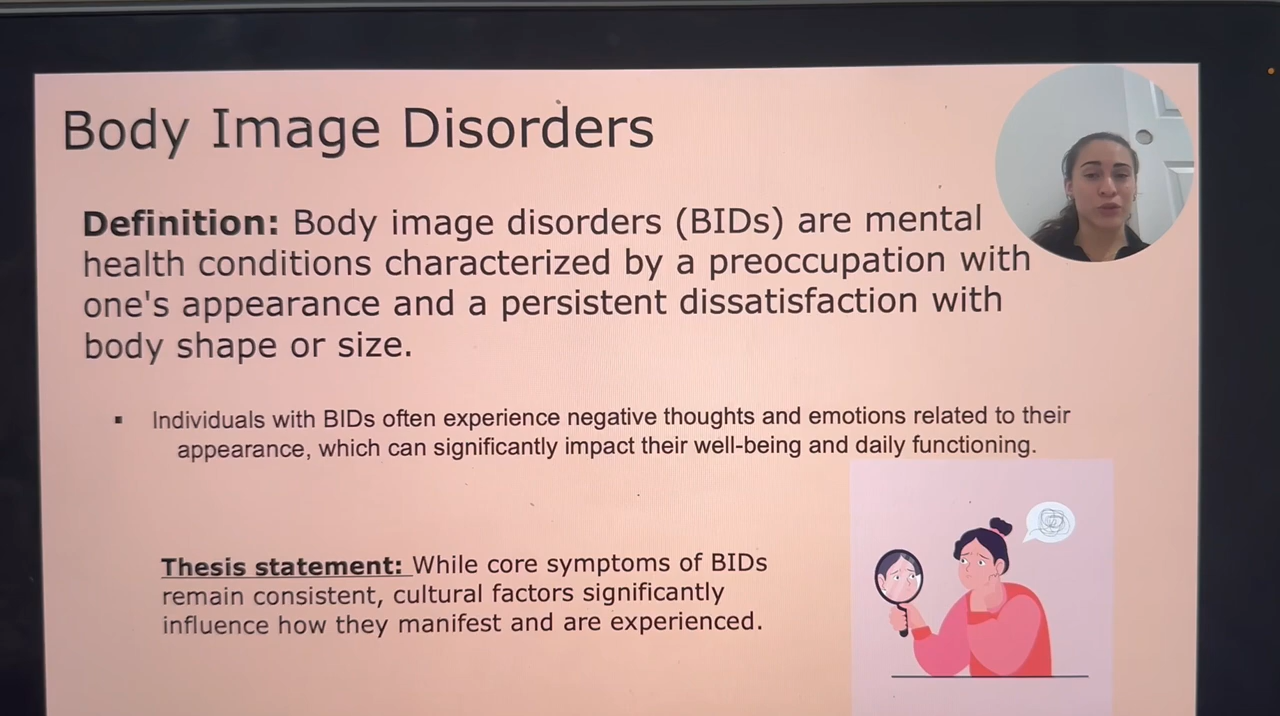 Body Image Disorders
Definition: Body image disorders (BIDs) are mental
health conditions characterized by a preoccupation with
one's appearance and a persistent dissatisfaction with
body shape or size.
▪ Individuals with BIDs often experience negative thoughts and emotions related to their
appearance, which can significantly impact their well-being and daily functioning.
Thesis statement: While core symptoms of BIDs
remain consistent, cultural factors significantly
influence how they manifest and are experienced.